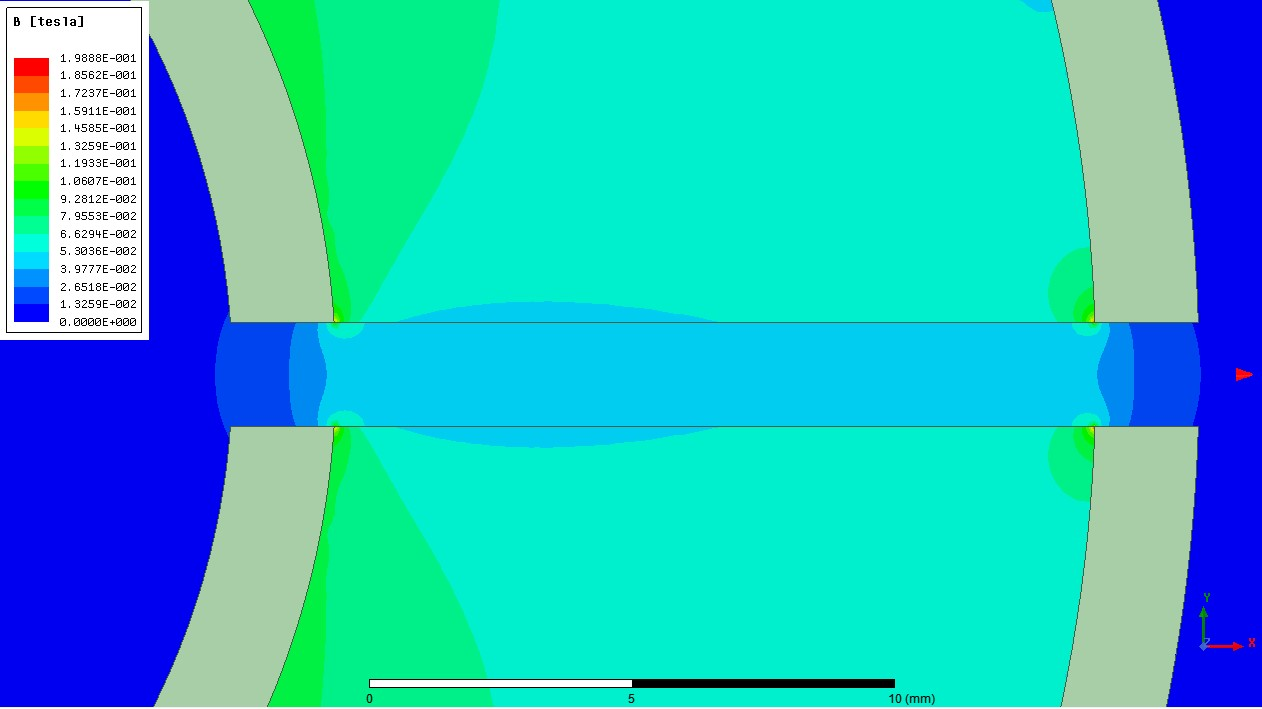 B [tesla]
1.9888E-001
1.8562E-001
1.7237E-001
1.5911E-001
1.4585E-001
1.3259E-001
1.1933E-001
1.0607E-001
9.2812E-002
7.9553E-002
6.6294E-002
5.3036E-002
3.9777E-002
2.6518E-002
1.3259E-002
0.0000E+000
Y
Z
X
0 5 10 (mm)